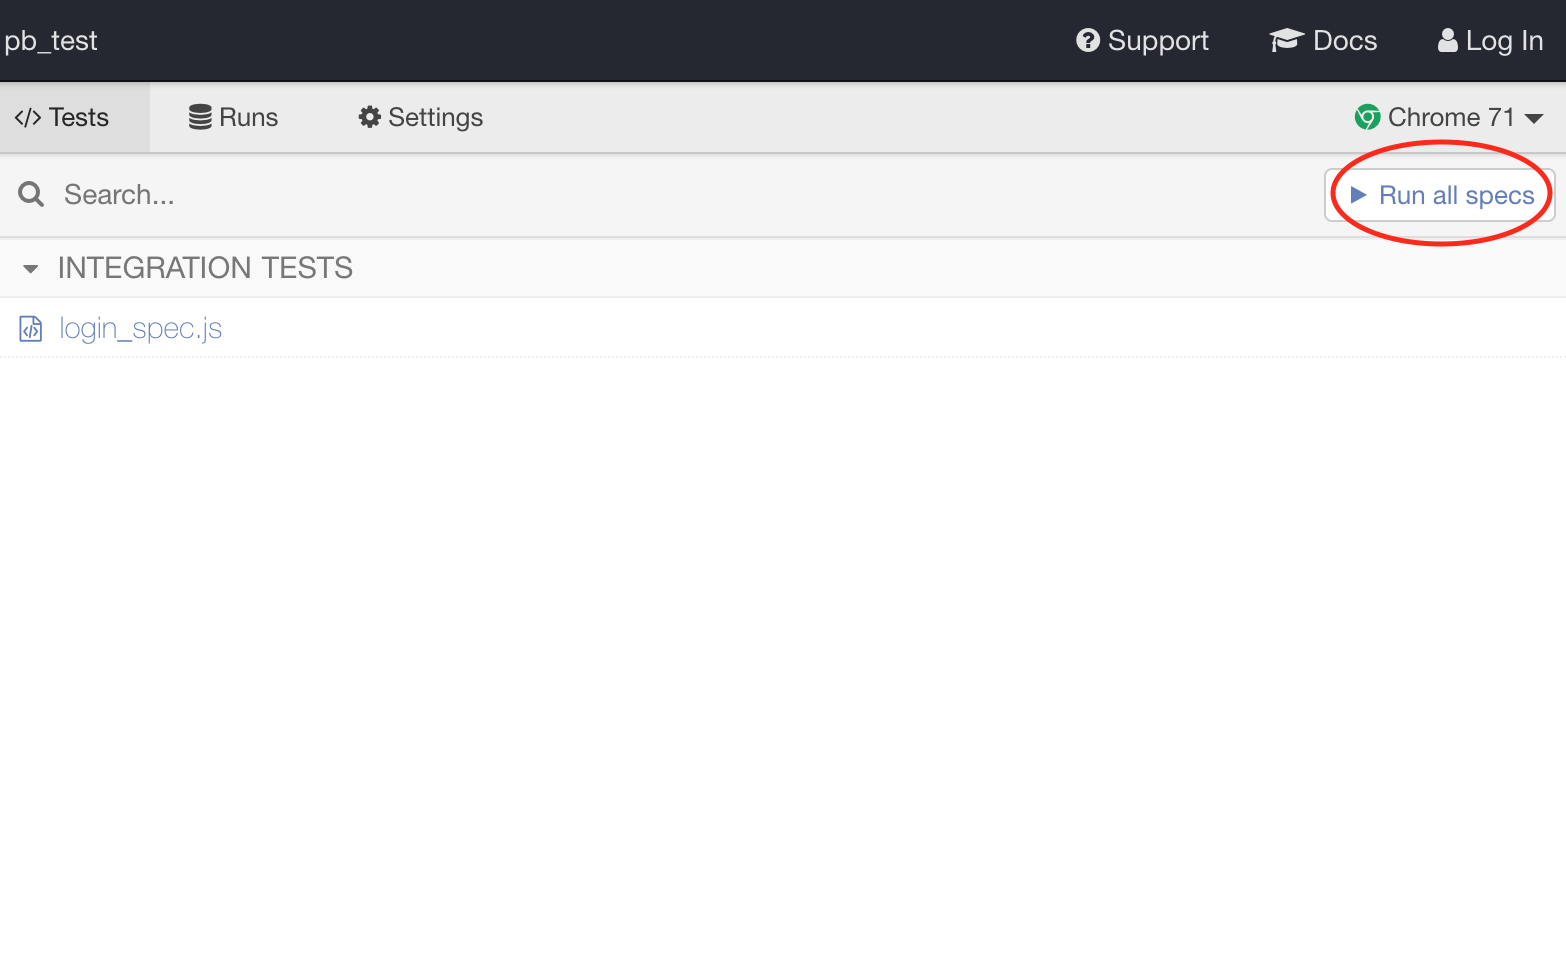 pb_test Support Docs Log In
</> Tests Runs Settings Chrome 71
Search... Run all specs
INTEGRATION TESTS
login_spec.js